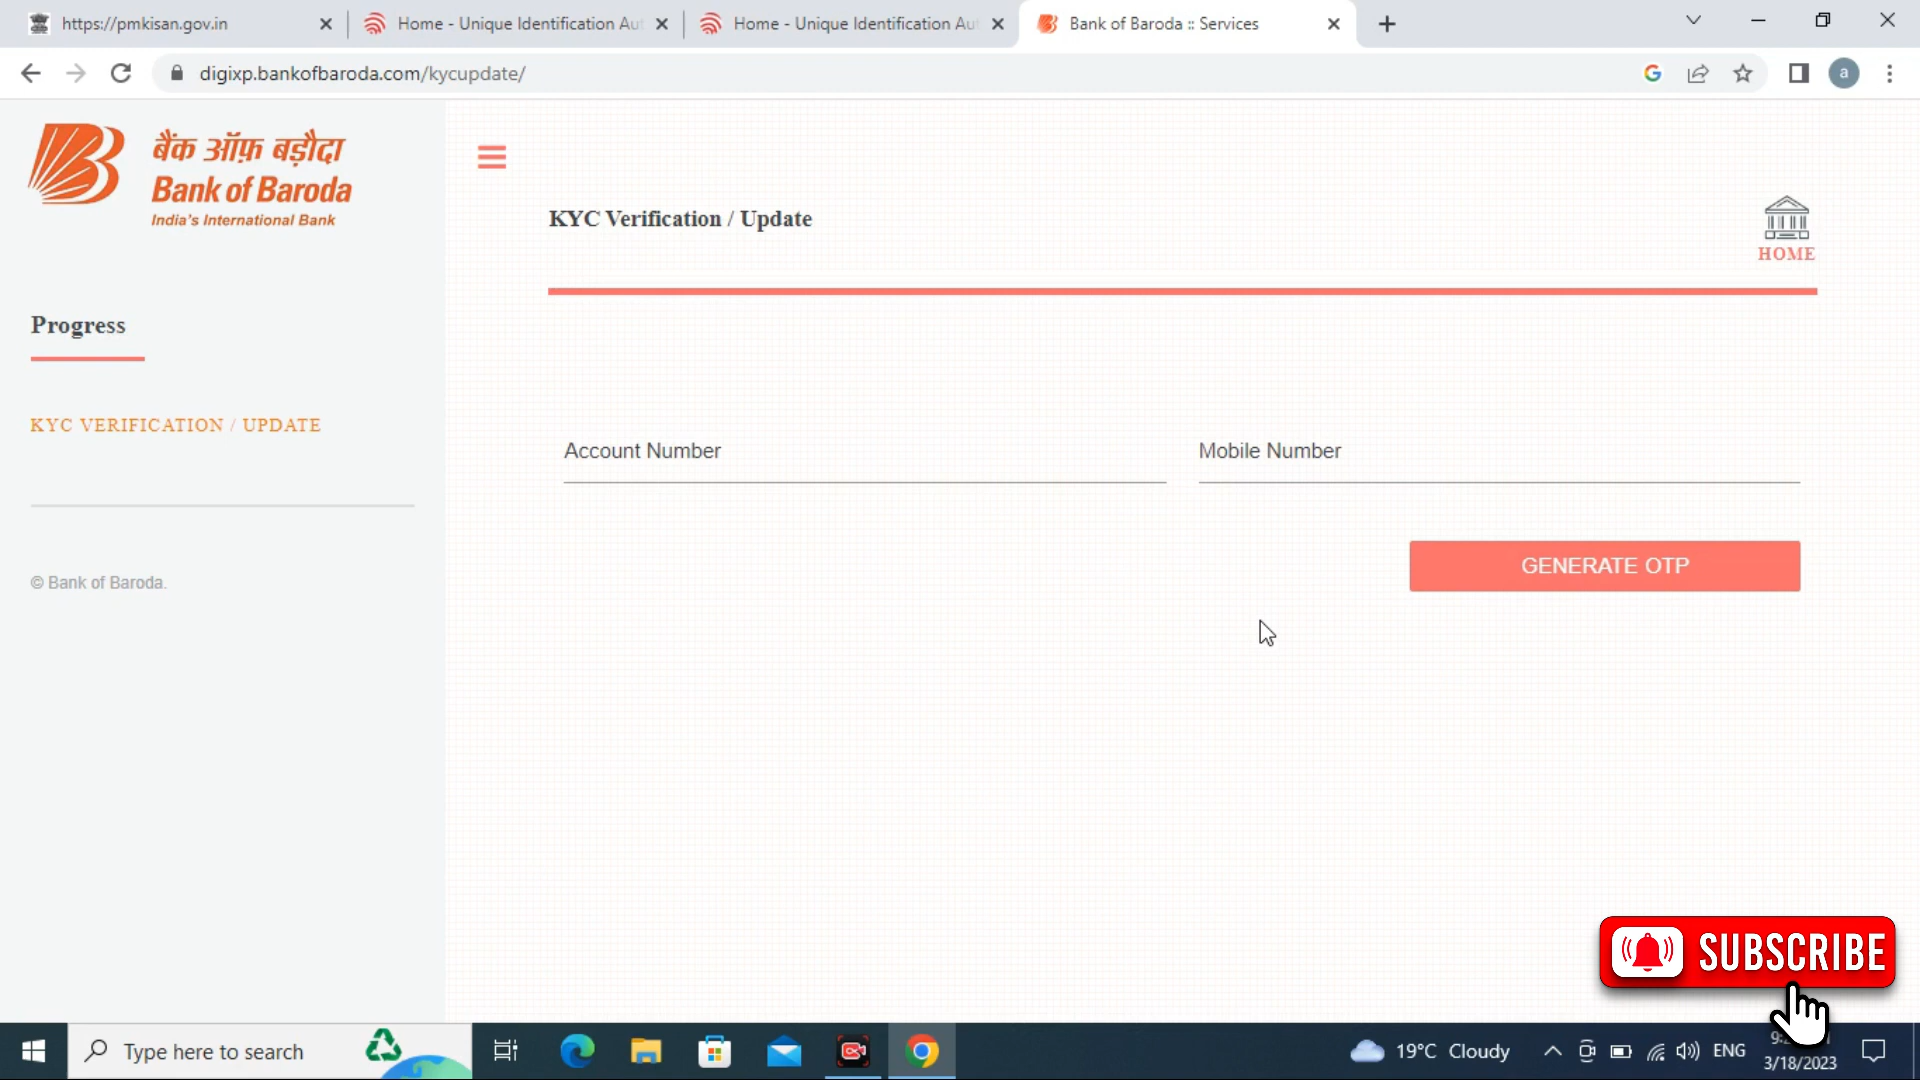 https://pmkisan.gov.in
Home - Unique Identification Au
Home - Unique Identification Au
Bank of Baroda :: Services
digixp.bankofbaroda.com/kycupdate/
a
बैंक ऑफ़ बड़ौदा
Bank of Baroda
India's International Bank
KYC Verification / Update
HOME
Progress
KYC VERIFICATION / UPDATE
Account Number
Mobile Number
GENERATE OTP
© Bank of Baroda.
SUBSCRIBE
Type here to search
19°C Cloudy
ENG
3/18/2023